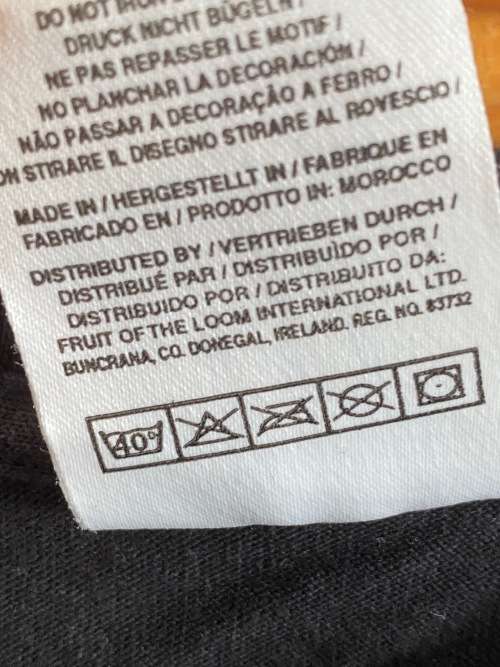 DO NOT IRON
DRUCK NICHT BÜGELN /
NE PAS REPASSER LE MOTIF /
NO PLANCHAR LA DECORACIÓN /
NÃO PASSAR A DECORAÇÃO A FERRO /
NON STIRARE IL DISEGNO STIRARE AL ROVESCIO /
MADE IN / HERGESTELLT IN / FABRIQUE EN
FABRICADO EN / PRODOTTO IN: MOROCCO
DISTRIBUTED BY / VERTRIEBEN DURCH /
DISTRIBUÉ PAR / DISTRIBUÌDO POR /
DISTRIBUIDO POR / DISTRIBUITO DA:
FRUIT OF THE LOOM INTERNATIONAL LTD.
BUNCRANA, CO. DONEGAL, IRELAND. REG. NO. 83732
40°